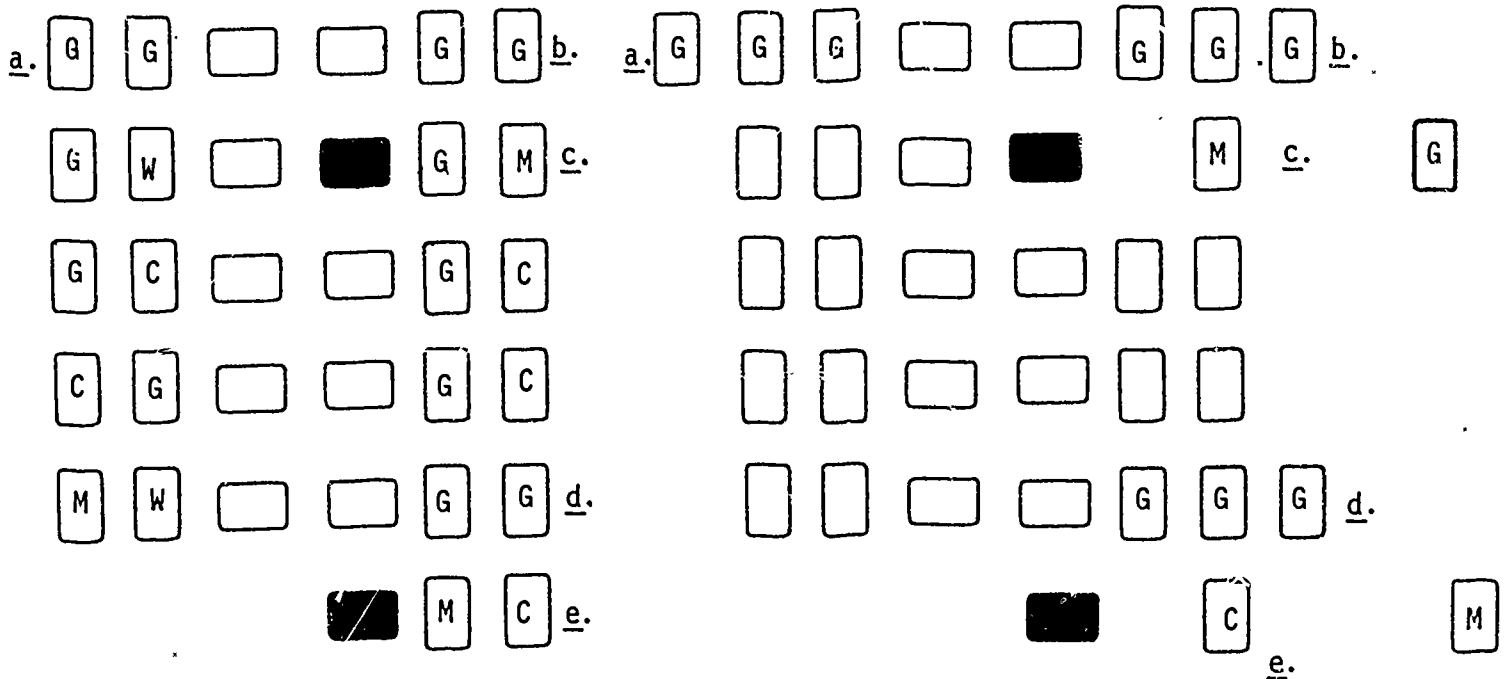 a. G G G G b. a. G G G G G G b.
G W G M c. M c. G
G C G C
C G G C
M W G G d. G G G d.
M C e. C M
e.